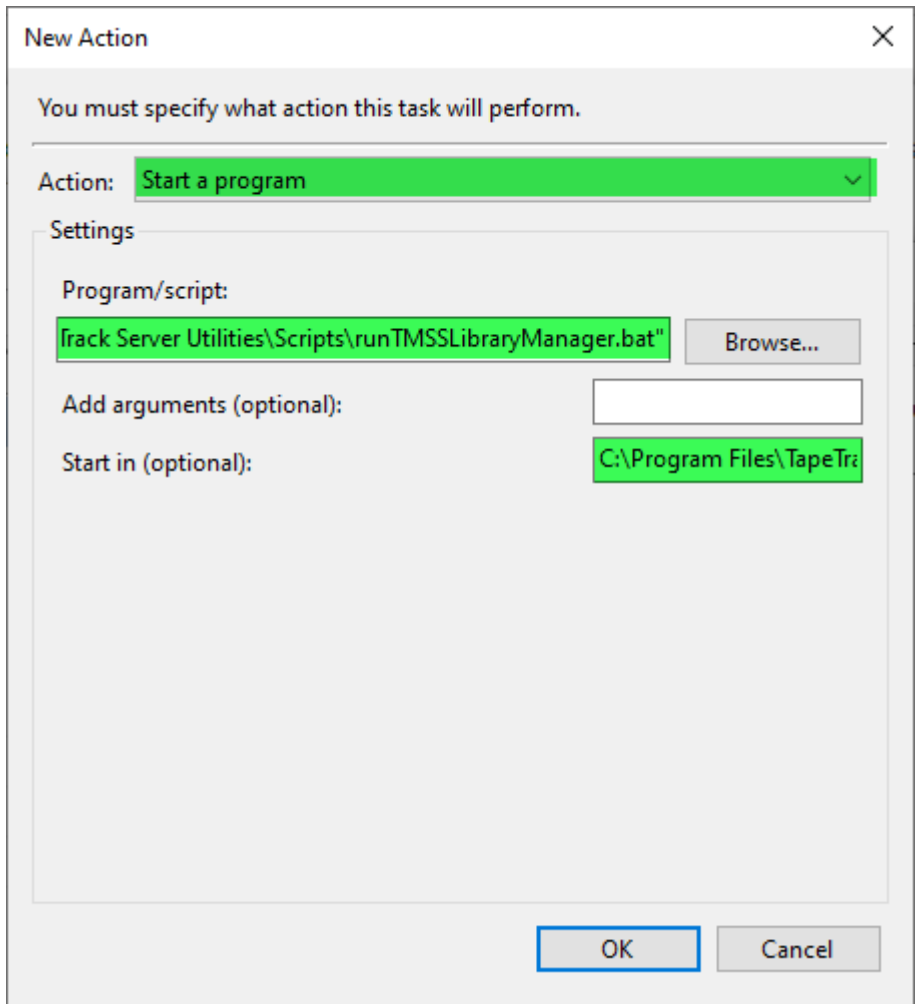 New Action
You must specify what action this task will perform.
Action: Start a program
Settings
Program/script:
Track Server Utilities\Scripts\runTMSSLibraryManager.bat" Browse...
Add arguments (optional):
Start in (optional): C:\Program Files\TapeTra
OK Cancel